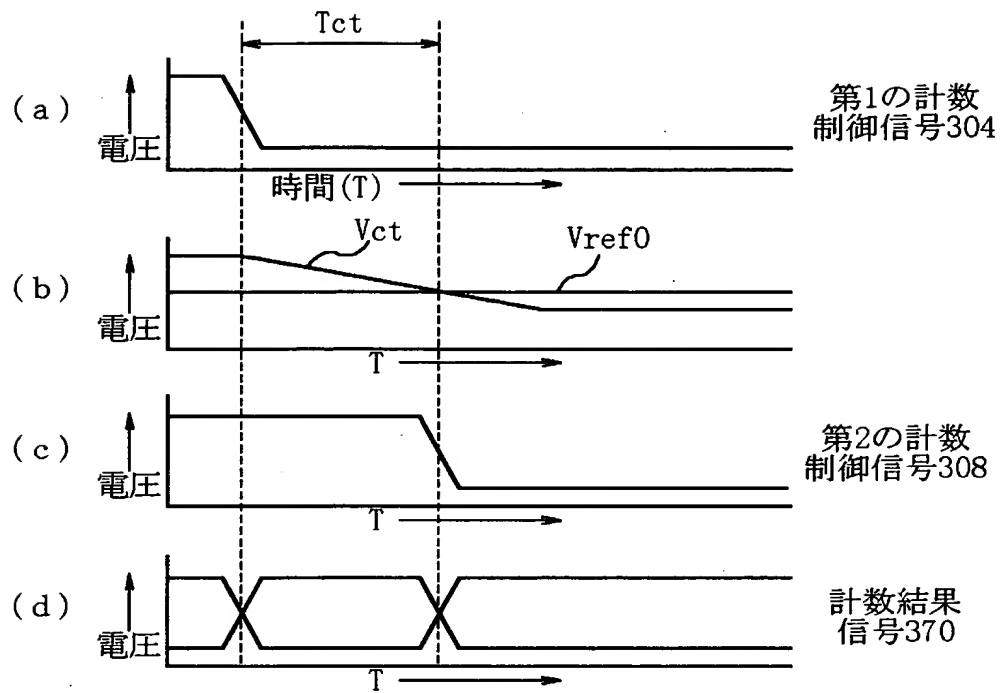 Tct
(a)
電圧
時間(T)
第1の計数
制御信号304
Vct
Vref0
(b)
電圧
T
(c)
電圧
T
第2の計数
制御信号308
(d)
電圧
T
計数結果
信号370